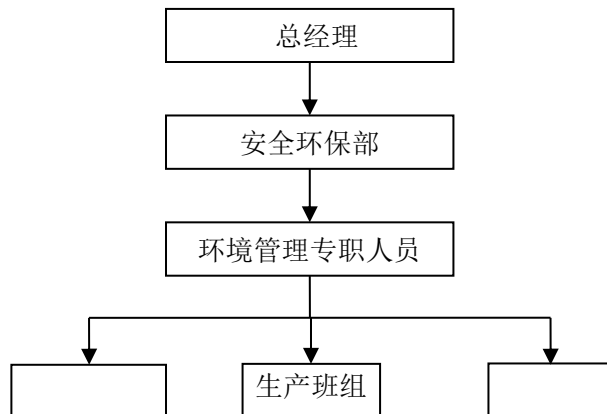 总经理
安全环保部
环境管理专职人员
生产班组